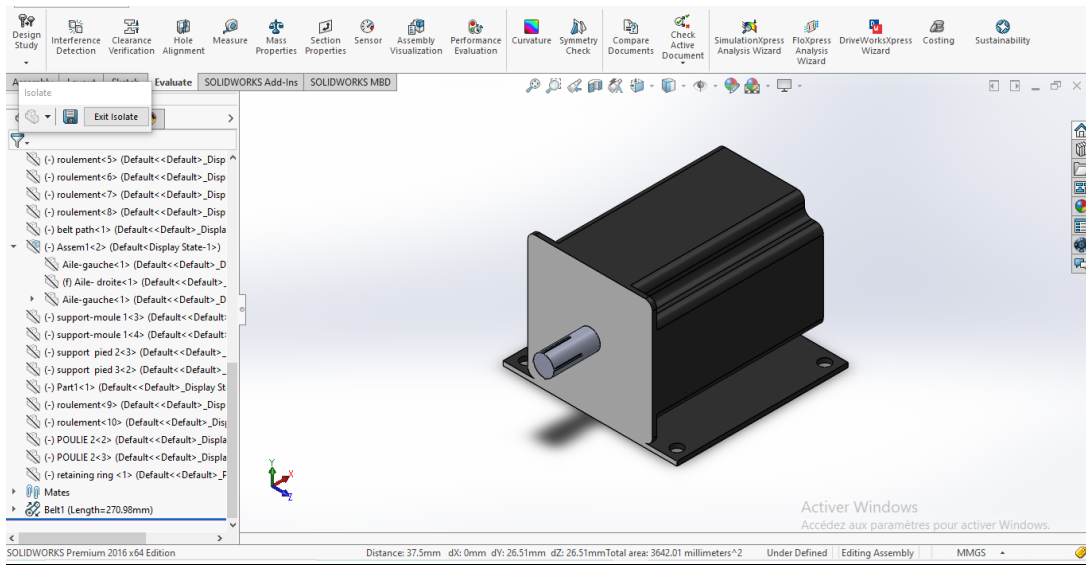 Design Study
Interference Detection
Clearance Verification
Hole Alignment
Measure
Mass Properties
Section Properties
Sensor
Assembly Visualization
Performance Evaluation
Curvature
Symmetry Check
Compare Documents
Check Active Document
SimulationXpress Analysis Wizard
FloXpress Analysis Wizard
DriveWorksXpress Wizard
Costing
Sustainability
Evaluate
SOLIDWORKS Add-Ins
SOLIDWORKS MBD
Isolate
Exit Isolate
(-) roulement<5> (Default<<Default>_Disp
(-) roulement<6> (Default<<Default>_Disp
(-) roulement<7> (Default<<Default>_Disp
(-) roulement<8> (Default<<Default>_Disp
(-) belt path<1> (Default<<Default>_Displa
(-) Assem1<2> (Default<Display State-1>)
Aile-gauche<1> (Default<<Default>_D
(f) Aile- droite<1> (Default<<Default>_
Aile-gauche<1> (Default<<Default>_D
(-) support-moule 1<3> (Default<<Default>
(-) support-moule 1<4> (Default<<Default>
(-) support pied 2<3> (Default<<Default>_
(-) support pied 3<2> (Default<<Default>_
(-) Part1<1> (Default<<Default>_Display St
(-) roulement<9> (Default<<Default>_Disp
(-) roulement<10> (Default<<Default>_Dis
(-) POULIE 2<2> (Default<<Default>_Displa
(-) POULIE 2<3> (Default<<Default>_Displa
(-) retaining ring <1> (Default<<Default>_F
Mates
Belt1 (Length=270.98mm)
Y
X
Z
Activer Windows
Accédez aux paramètres pour activer Windows.
SOLIDWORKS Premium 2016 x64 Edition
Distance: 37.5mm dX: 0mm dY: 26.51mm dZ: 26.51mmTotal area: 3642.01 millimeters^2
Under Defined
Editing Assembly
MMGS